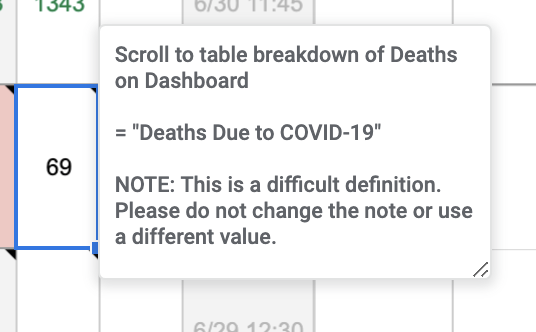 1343
6/30 11:45
Scroll to table breakdown of Deaths
on Dashboard
= "Deaths Due to COVID-19"
69
NOTE: This is a difficult definition.
Please do not change the note or use
a different value.
6/29 12:30